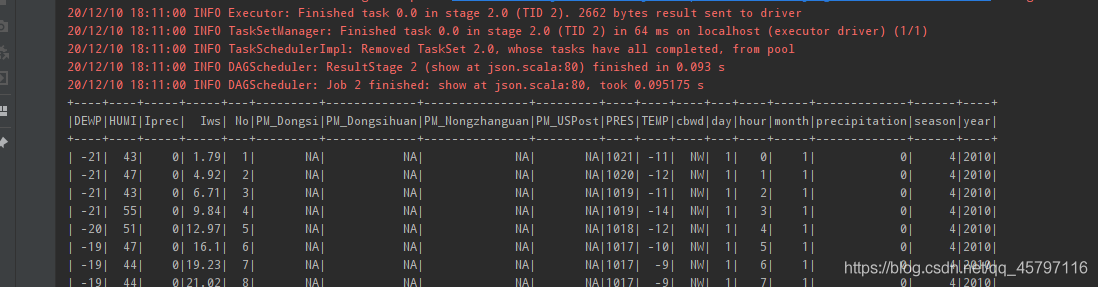 20/12/10 18:11:00 INFO Executor: Finished task 0.0 in stage 2.0 (TID 2). 2662 bytes result sent to driver
20/12/10 18:11:00 INFO TaskSetManager: Finished task 0.0 in stage 2.0 (TID 2) in 64 ms on localhost (executor driver) (1/1)
20/12/10 18:11:00 INFO TaskSchedulerImpl: Removed TaskSet 2.0, whose tasks have all completed, from pool
20/12/10 18:11:00 INFO DAGScheduler: ResultStage 2 (show at json.scala:80) finished in 0.093 s
20/12/10 18:11:00 INFO DAGScheduler: Job 2 finished: show at json.scala:80, took 0.095175 s
+----+----+-----+-----+---+---------+-------------+---------------+---------+----+----+----+---+----+-----+-------------+------+----+
|DEWP|HUMI|Iprec|  Iws| No|PM_Dongsi|PM_Dongsihuan|PM_Nongzhanguan|PM_USPost|PRES|TEMP|cbwd|day|hour|month|precipitation|season|year|
+----+----+-----+-----+---+---------+-------------+---------------+---------+----+----+----+---+----+-----+-------------+------+----+
| -21|  43|    0| 1.79|  1|       NA|           NA|             NA|       NA|1021| -11|  NW|  1|   0|    1|            0|     4|2010|
| -21|  47|    0| 4.92|  2|       NA|           NA|             NA|       NA|1020| -12|  NW|  1|   1|    1|            0|     4|2010|
| -21|  43|    0| 6.71|  3|       NA|           NA|             NA|       NA|1019| -11|  NW|  1|   2|    1|            0|     4|2010|
| -21|  55|    0| 9.84|  4|       NA|           NA|             NA|       NA|1019| -14|  NW|  1|   3|    1|            0|     4|2010|
| -20|  51|    0|12.97|  5|       NA|           NA|             NA|       NA|1018| -12|  NW|  1|   4|    1|            0|     4|2010|
| -19|  47|    0| 16.1|  6|       NA|           NA|             NA|       NA|1017| -10|  NW|  1|   5|    1|            0|     4|2010|
| -19|  44|    0|19.23|  7|       NA|           NA|             NA|       NA|1017|  -9|  NW|  1|   6|    1|            0|     4|2010|
| -19|  44|    0|21.02|  8|       NA|           NA|             NA|       NA|1017|  -9|  NW|  1|   7|    1|            0|     4|2010|
https://blog.csdn.net/qq_45797116